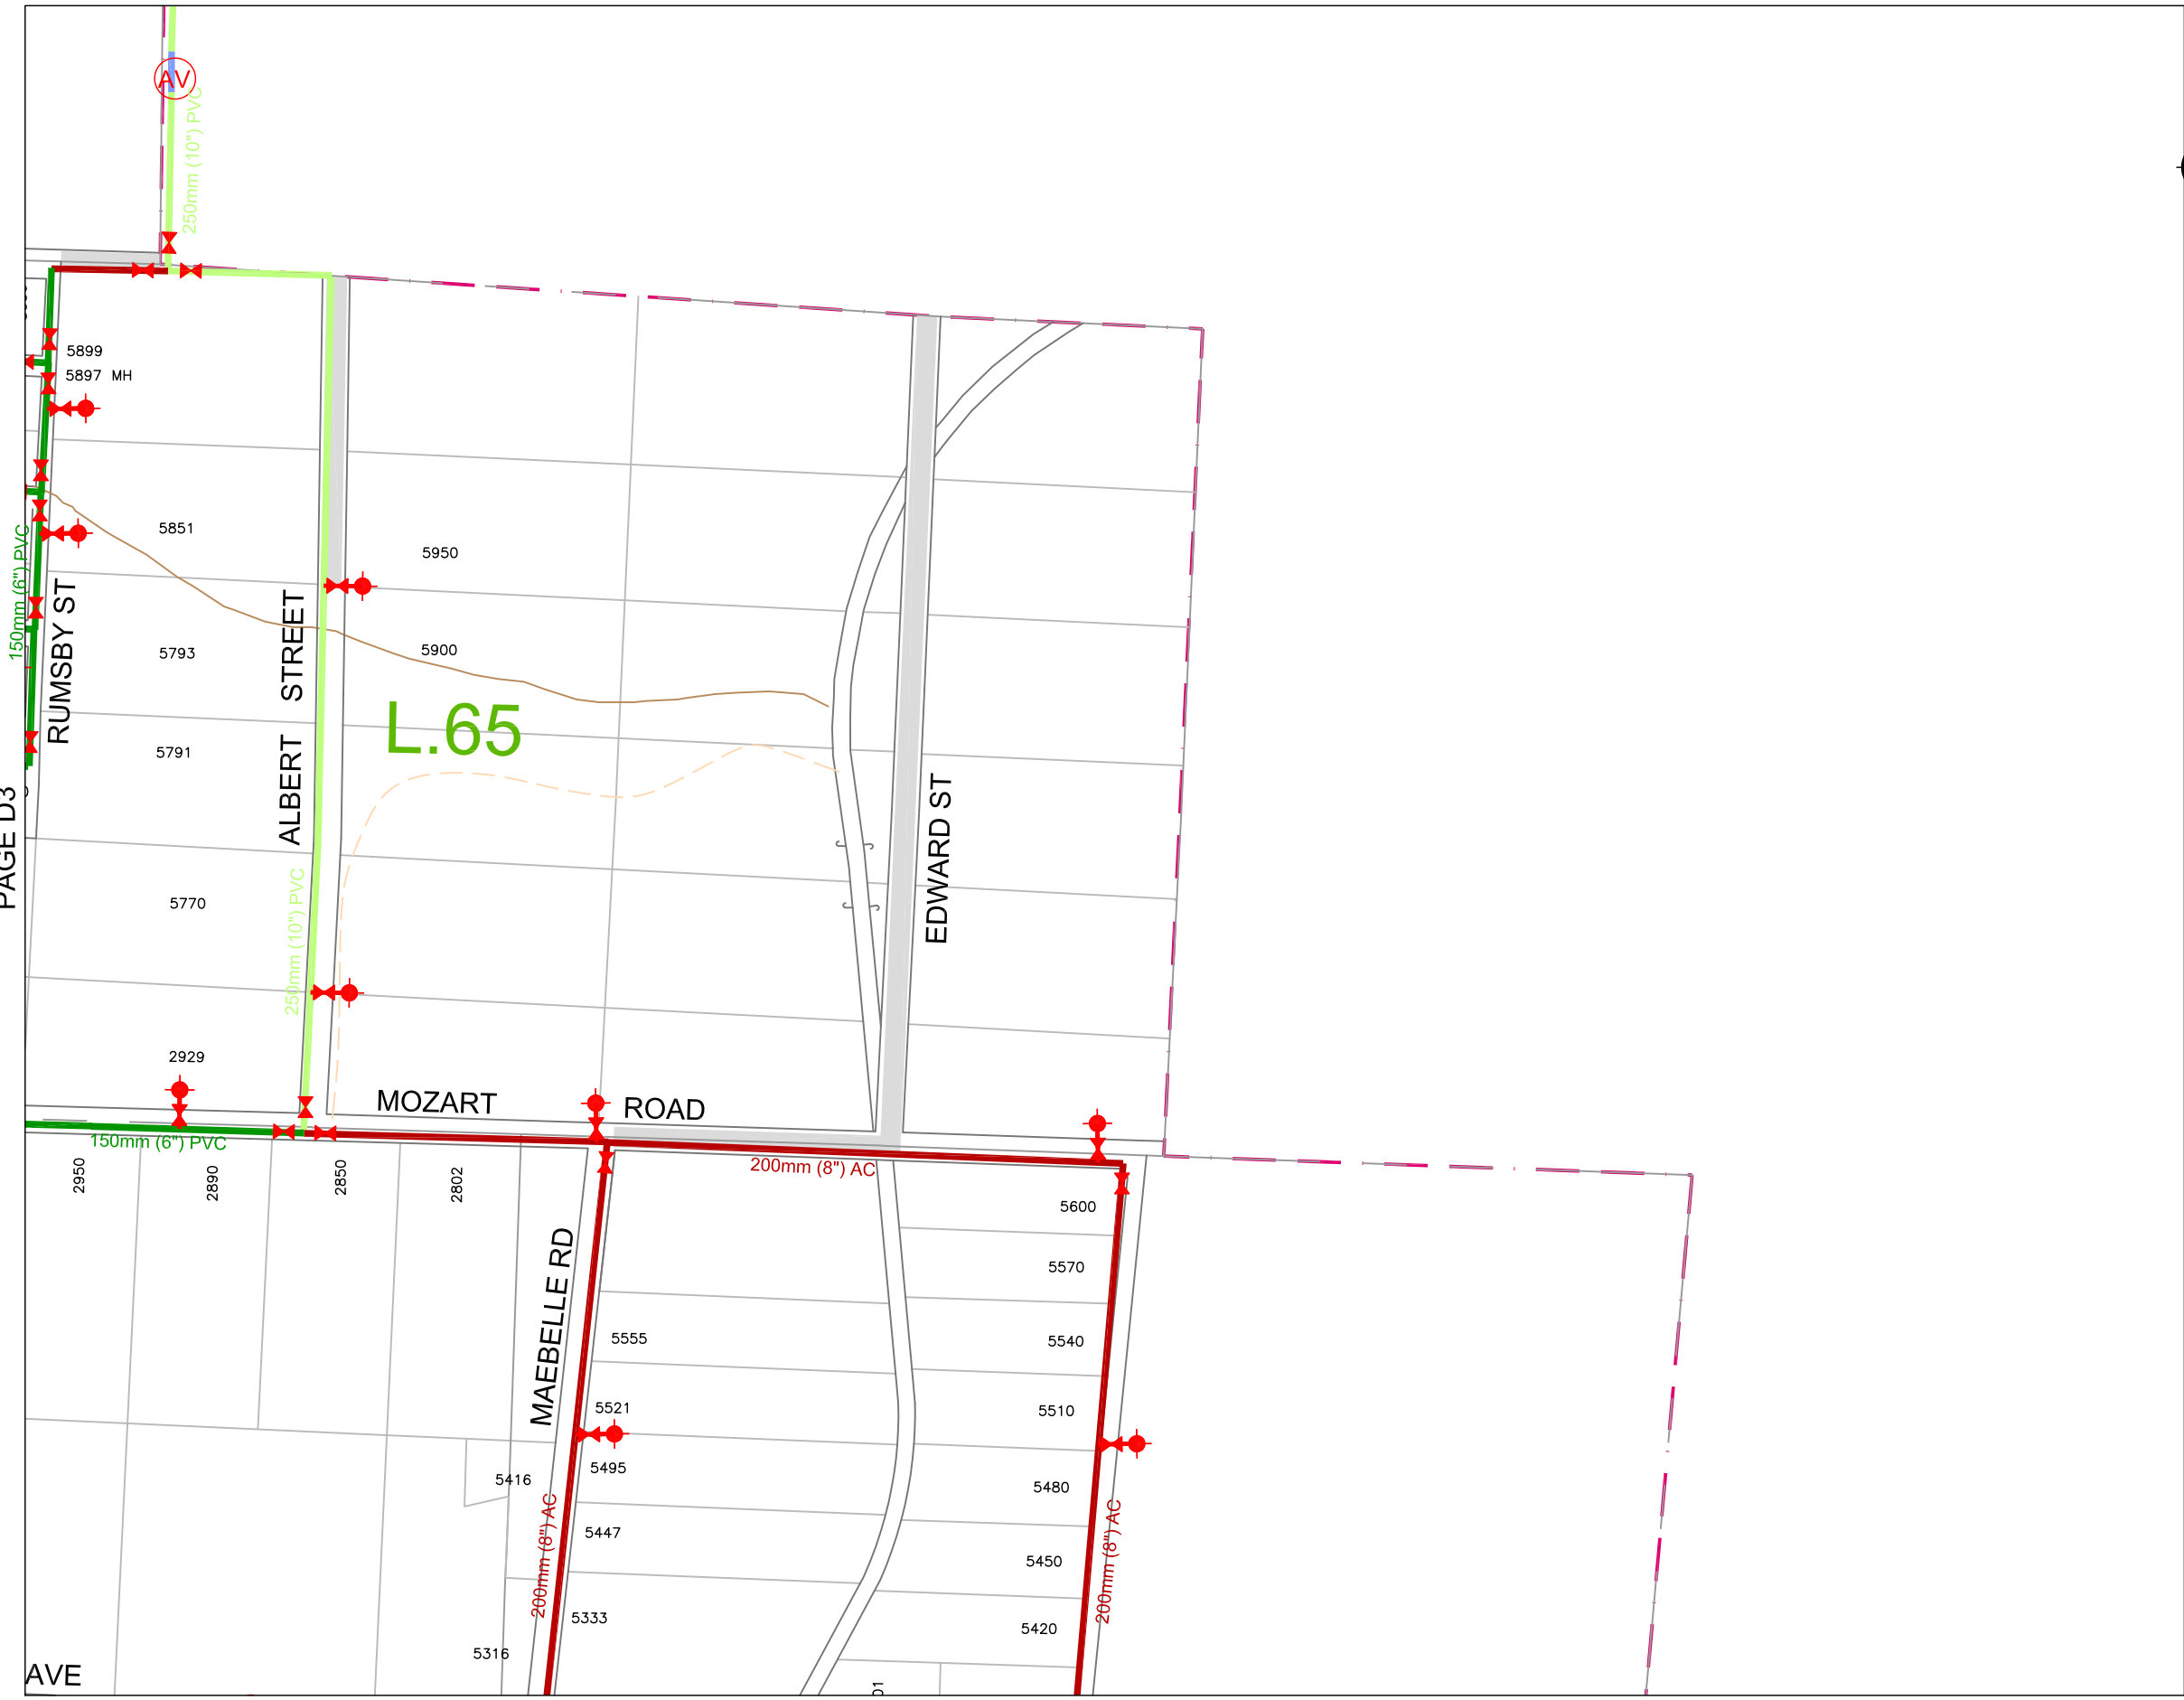 AV
250mm (10") PVC
5899
5897 MH
5851
5950
150mm (6") PVC
RUMSBY ST
ALBERT STREET
5793
5900
L.65
5791
PAGE D3
EDWARD ST
5770
250mm (10") PVC
2929
MOZART ROAD
150mm (6") PVC
200mm (8") AC
2950
2890
2850
2802
5600
MAEBELLE RD
5570
5555
5540
5521
5510
5495
5416
5480
200mm (8") AC
200mm (8") AC
5447
5450
5333
5420
5316
AVE